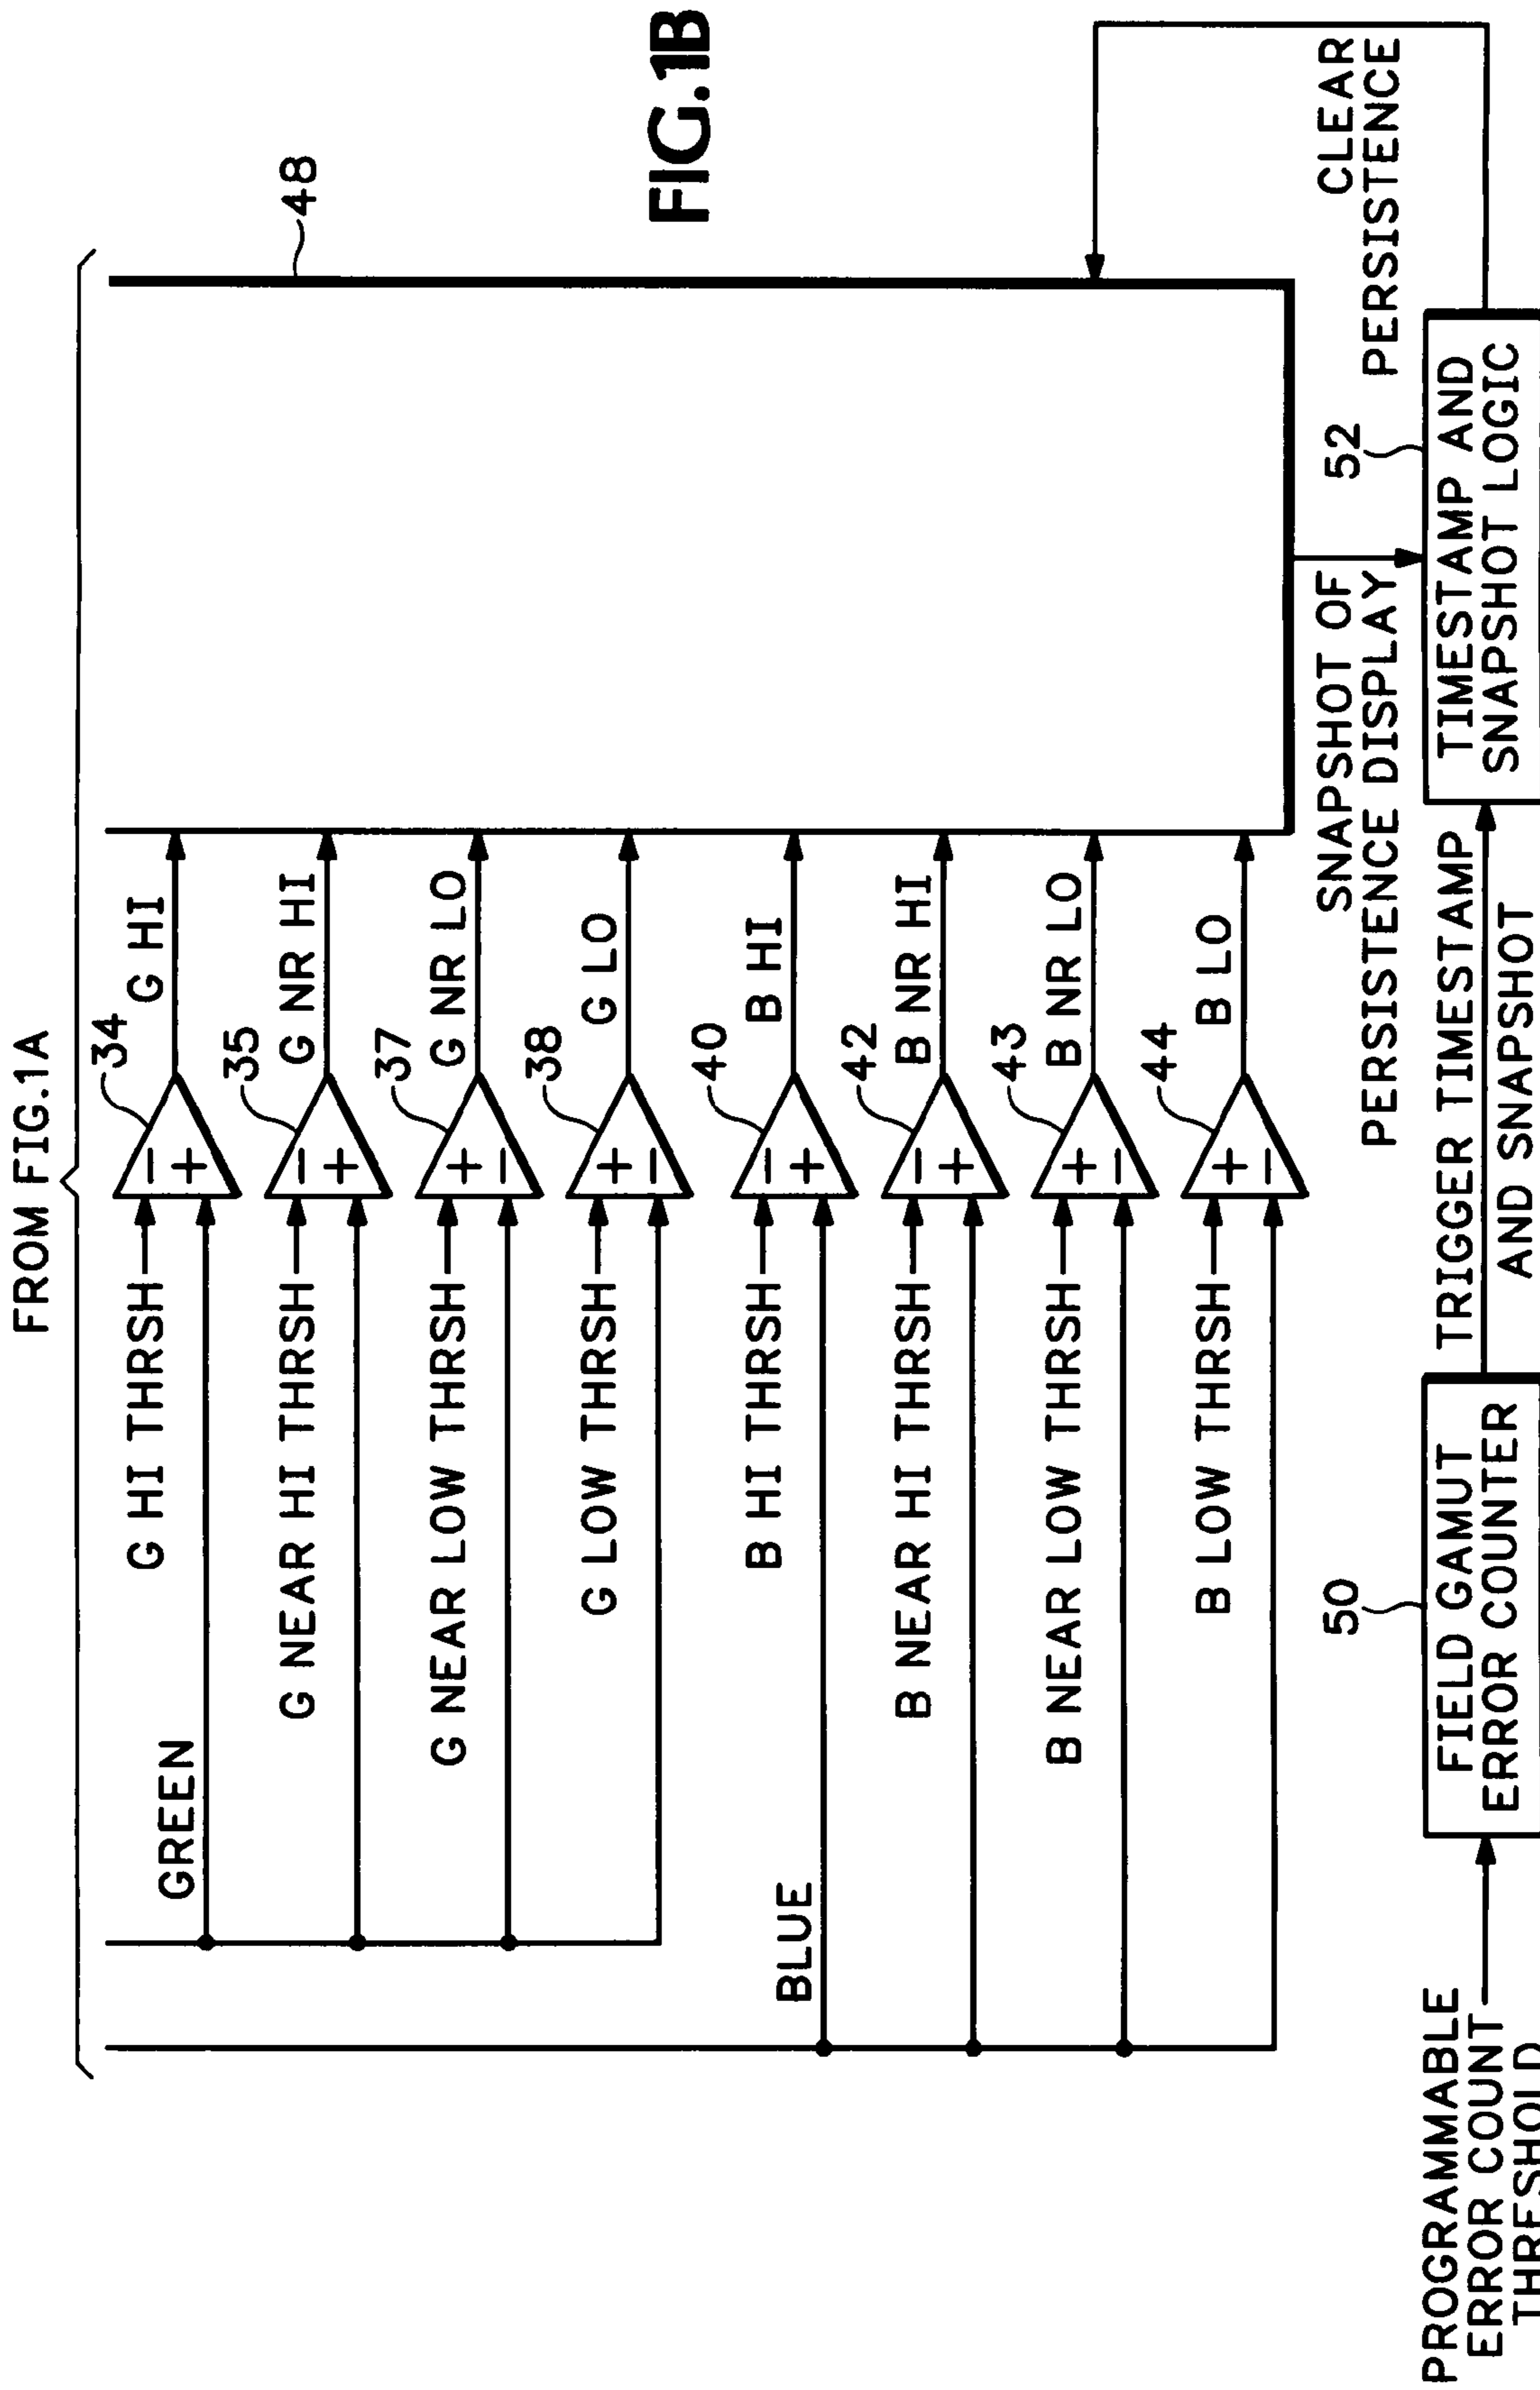 FROM FIG.1A
34
G HI THRSH
G HI
48
GREEN
35
G NEAR HI THRSH
G NR HI
37
G NEAR LOW THRSH
G NR LO
38
G LOW THRSH
G LO
FIG.1B
40
B HI THRSH
B HI
BLUE
42
B NEAR HI THRSH
B NR HI
43
B NEAR LOW THRSH
B NR LO
44
B LOW THRSH
B LO
SNAPSHOT OF
PERSISTENCE DISPLAY
CLEAR
PERSISTENCE
PROGRAMMABLE
ERROR COUNT
THRESHOLD
50
FIELD GAMUT
ERROR COUNTER
TRIGGER TIMESTAMP
AND SNAPSHOT
52
TIMESTAMP AND
SNAPSHOT LOGIC